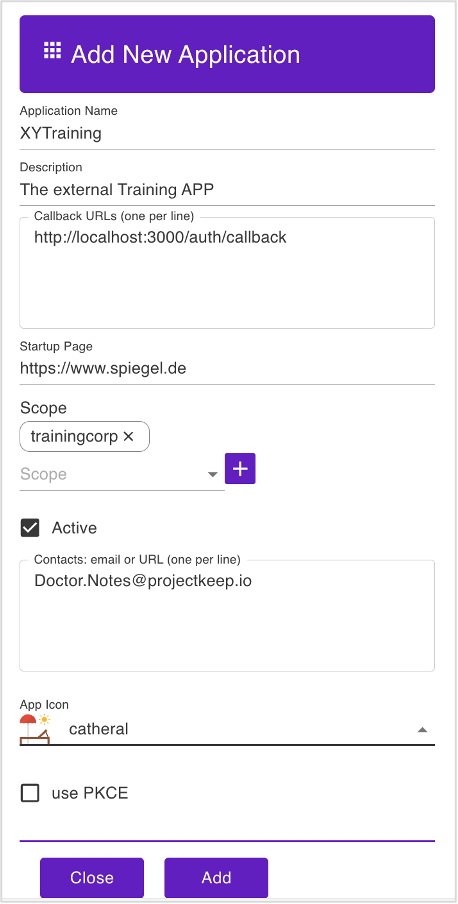 Add New Application
Application Name
XYTraining
Description
The external Training APP
Callback URLs (one per line)
http://localhost:3000/auth/callback
Startup Page
https://www.spiegel.de
Scope
trainingcorp ✕
Scope
+
Active
Contacts: email or URL (one per line)
Doctor.Notes@projectkeep.io
App Icon
catheral
use PKCE
Close Add